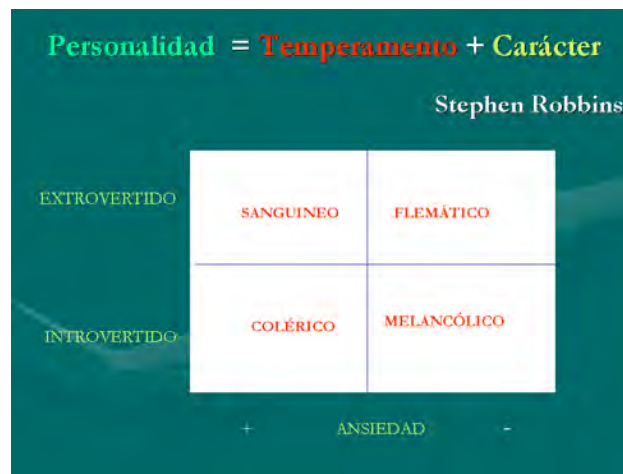 Personalidad = Temperamento + Carácter
Stephen Robbins
EXTROVERTIDO
SANGUINEO FLEMÁTICO
INTROVERTIDO
COLÉRICO MELANCÓLICO
+ ANSIEDAD -